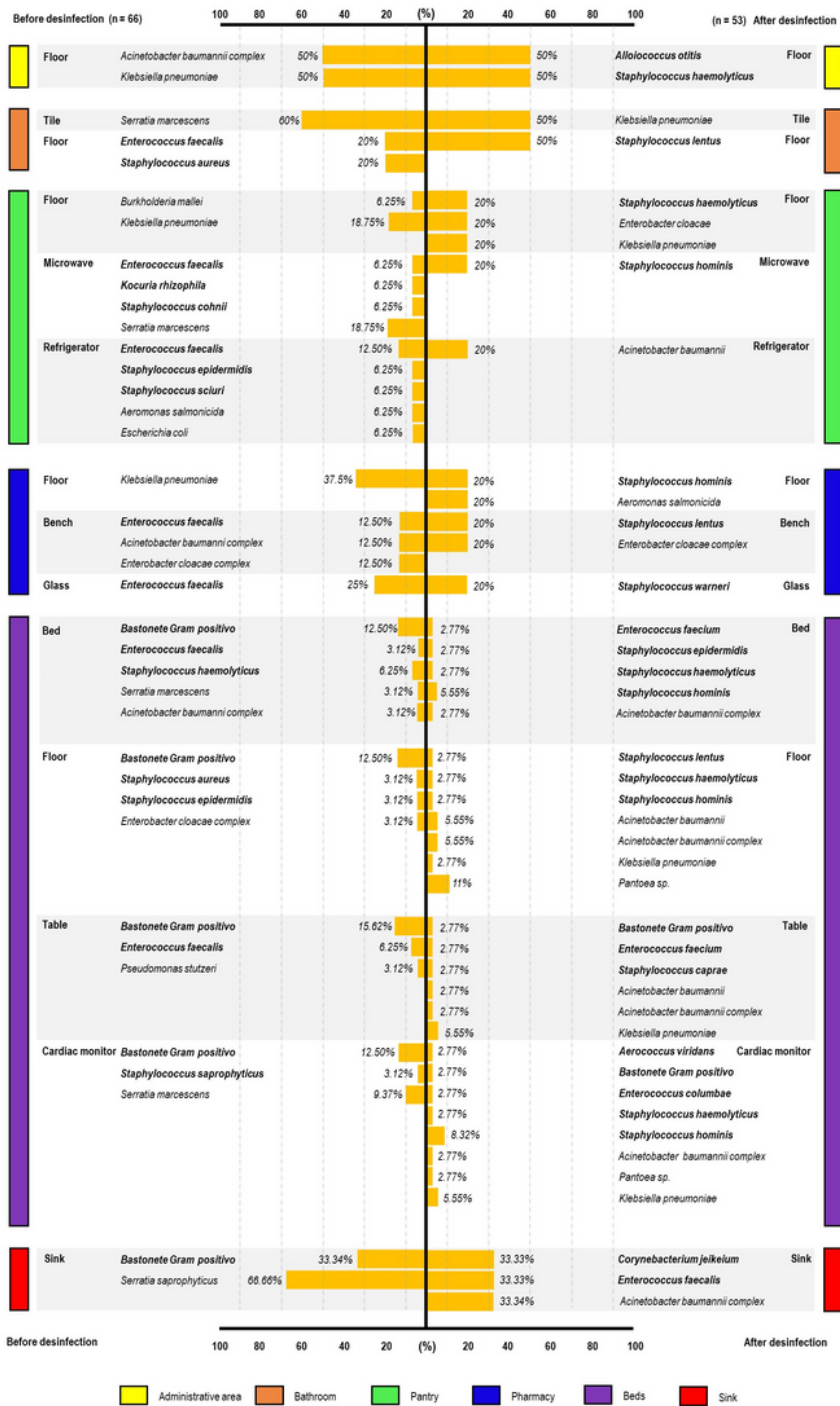 Before desinfection (n = 66) 100 80 60 40 20 (%) 20 40 60 80 100 (n = 53) After desinfection
Floor Acinetobacter baumannii complex 50% 50% Alloiococcus otitis Floor
Klebsiella pneumoniae 50% 50% Staphylococcus haemolyticus
Tile Serratia marcescens 60% 50% Klebsiella pneumoniae Tile
Floor Enterococcus faecalis 20% 50% Staphylococcus lentus Floor
Staphylococcus aureus 20%
Floor Burkholderia mallei 6.25% 20% Staphylococcus haemolyticus Floor
Klebsiella pneumoniae 18.75% 20% Enterobacter cloacae
20% Klebsiella pneumoniae
Microwave Enterococcus faecalis 6.25% 20% Staphylococcus hominis Microwave
Kocuria rhizophila 6.25%
Staphylococcus cohnii 6.25%
Serratia marcescens 18.75%
Refrigerator Enterococcus faecalis 12.50% 20% Acinetobacter baumannii Refrigerator
Staphylococcus epidermidis 6.25%
Staphylococcus sciuri 6.25%
Aeromonas salmonicida 6.25%
Escherichia coli 6.25%
Floor Klebsiella pneumoniae 37.5% 20% Staphylococcus hominis Floor
20% Aeromonas salmonicida
Bench Enterococcus faecalis 12.50% 20% Staphylococcus lentus Bench
Acinetobacter baumanni complex 12.50% 20% Enterobacter cloacae complex
Enterobacter cloacae complex 12.50%
Glass Enterococcus faecalis 25% 20% Staphylococcus warneri Glass
Bed Bastonete Gram positivo 12.50% 2.77% Enterococcus faecium Bed
Enterococcus faecalis 3.12% 2.77% Staphylococcus epidermidis
Staphylococcus haemolyticus 6.25% 2.77% Staphylococcus haemolyticus
Serratia marcescens 3.12% 5.55% Staphylococcus hominis
Acinetobacter baumanni complex 3.12% 2.77% Acinetobacter baumannii complex
Floor Bastonete Gram positivo 12.50% 2.77% Staphylococcus lentus Floor
Staphylococcus aureus 3.12% 2.77% Staphylococcus haemolyticus
Staphylococcus epidermidis 3.12% 2.77% Staphylococcus hominis
Enterobacter cloacae complex 3.12% 5.55% Acinetobacter baumannii
5.55% Acinetobacter baumannii complex
2.77% Klebsiella pneumoniae
11% Pantoea sp.
Table Bastonete Gram positivo 15.62% 2.77% Bastonete Gram positivo Table
Enterococcus faecalis 6.25% 2.77% Enterococcus faecium
Pseudomonas stutzeri 3.12% 2.77% Staphylococcus caprae
2.77% Acinetobacter baumannii
2.77% Acinetobacter baumannii complex
5.55% Klebsiella pneumoniae
Cardiac monitor Bastonete Gram positivo 12.50% 2.77% Aerococcus viridans Cardiac monitor
Staphylococcus saprophyticus 3.12% 2.77% Bastonete Gram positivo
Serratia marcescens 9.37% 2.77% Enterococcus columbae
2.77% Staphylococcus haemolyticus
8.32% Staphylococcus hominis
2.77% Acinetobacter baumannii complex
2.77% Pantoea sp.
5.55% Klebsiella pneumoniae
Sink Bastonete Gram positivo 33.34% 33.33% Corynebacterium jeikeium Sink
Serratia saprophyticus 66.66% 33.33% Enterococcus faecalis
33.34% Acinetobacter baumannii complex
Before desinfection 100 80 60 40 20 (%) 20 40 60 80 100 After desinfection
Administrative area Bathroom Pantry Pharmacy Beds Sink